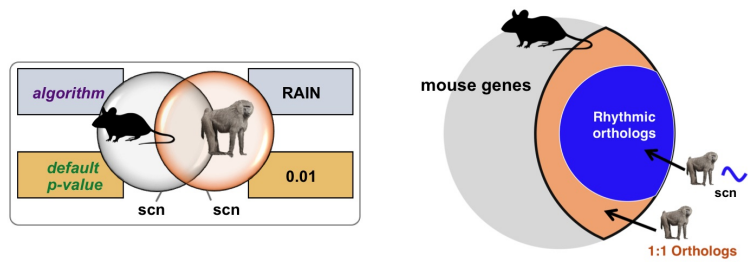 algorithm
RAIN
default
p-value
0.01
scn
scn
mouse genes
Rhythmic
orthologs
scn
1:1 Orthologs